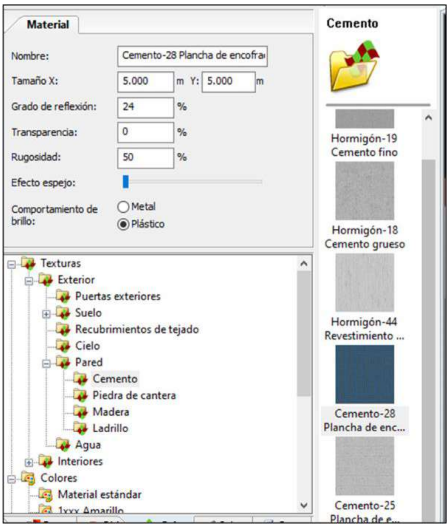 Material
Nombre: Cemento-28 Plancha de encofra
Tamaño X: 5.000 m Y: 5.000 m
Grado de reflexión: 24 %
Transparencia: 0 %
Rugosidad: 50 %
Efecto espejo:
Comportamiento de brillo:
Metal
Plástico
Texturas
Exterior
Puertas exteriores
Suelo
Recubrimientos de tejado
Cielo
Pared
Cemento
Piedra de cantera
Madera
Ladrillo
Agua
Interiores
Colores
Material estándar
1xxx Amarillo
Cemento
Hormigón-19
Cemento fino
Hormigón-18
Cemento grueso
Hormigón-44
Revestimiento ...
Cemento-28
Plancha de enc...
Cemento-25
Plancha de e...